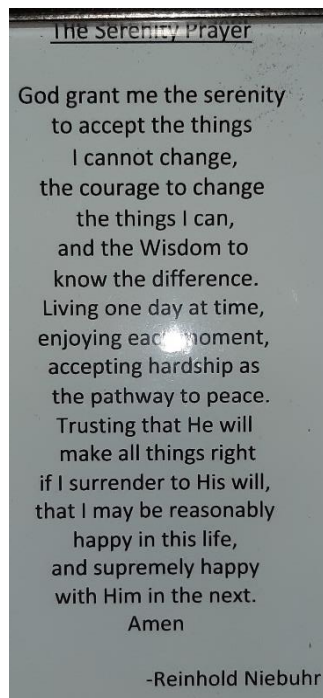 The Serenity Prayer
God grant me the serenity
to accept the things
I cannot change,
the courage to change
the things I can,
and the Wisdom to
know the difference.
Living one day at time,
enjoying each moment,
accepting hardship as
the pathway to peace.
Trusting that He will
make all things right
if I surrender to His will,
that I may be reasonably
happy in this life,
and supremely happy
with Him in the next.
Amen
-Reinhold Niebuhr